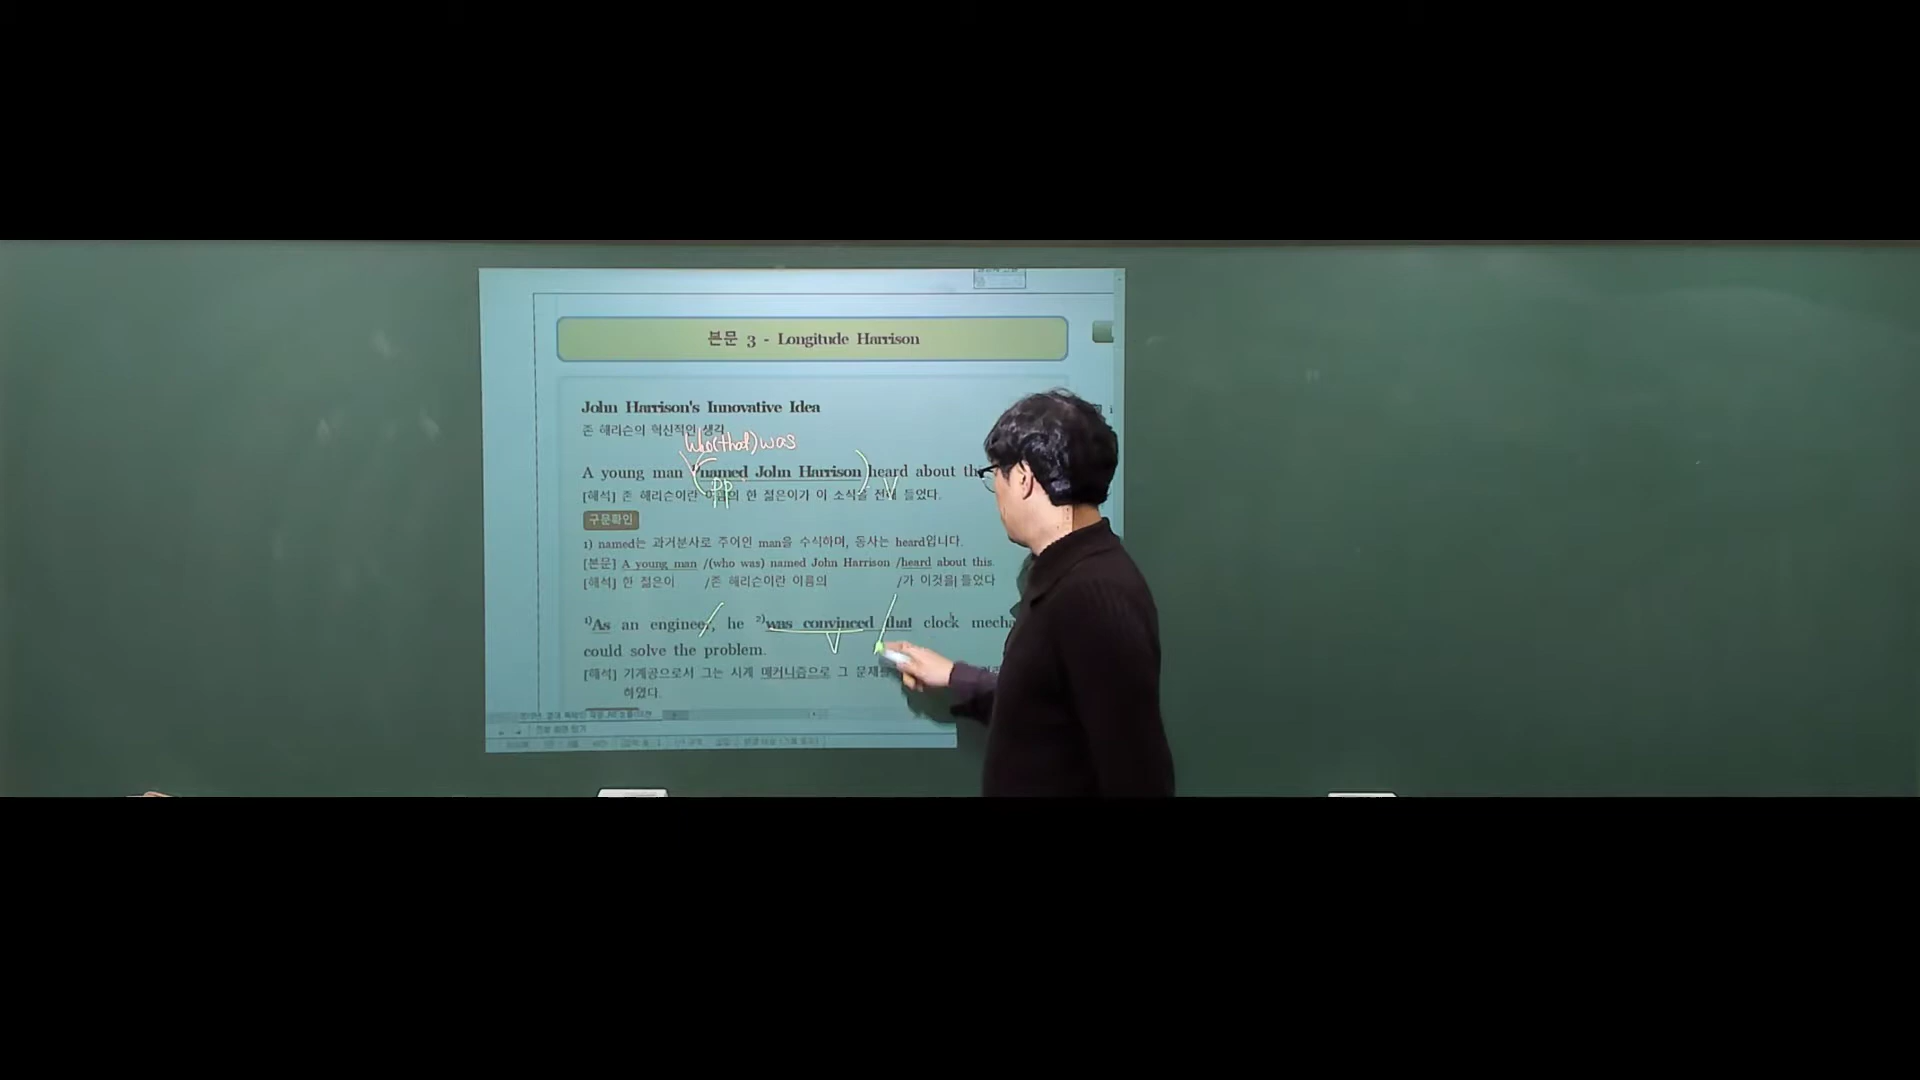 본문 3 - Longitude Harrison
John Harrison's Innovative Idea
존 해리슨의 혁신적인 생각
Who(that) was
A young man named John Harrison heard about
PP V
[해석] 존 해리슨이란 이름의 한 젊은이가 이 소식을 전해 들었다.
구문확인
1) named는 과거분사로 주어인 man을 수식하며, 동사는 heard입니다.
[본문] A young man /(who was) named John Harrison /heard about this.
[해석] 한 젊은이 /존 해리슨이란 이름의 /가 이것을 들었다
1)As an engineer, he 2)was convinced that clock
V
could solve the problem.
[해석] 기계공으로서 그는 시계 메커니즘으로 그
하였다.